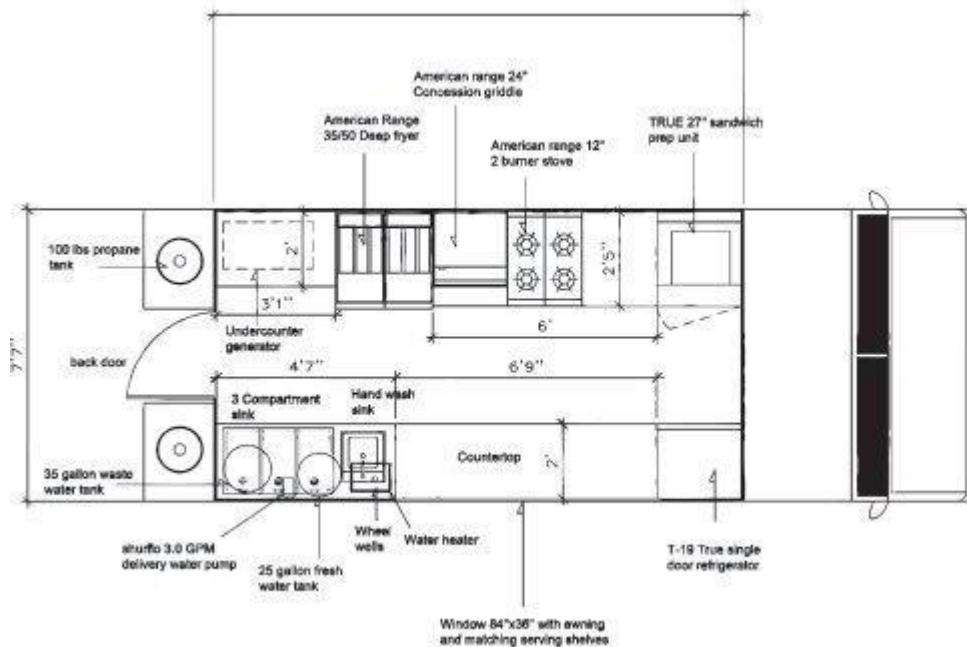 American range 24"
Concession griddle
American Range
35/50 Deep fryer
American range 12"
2 burner stove
TRUE 27" sandwich
prep unit
100 lbs propane
tank
2'
2'5"
3'1"
Undercounter
generator
6'
7'7"
back door
4'7"
6'9"
3 Compartment
sink
Hand wash
sink
Countertop
2'
35 gallon waste
water tank
shurflo 3.0 GPM
delivery water pump
25 gallon fresh
water tank
Wheel
wells
Water heater
T-19 True single
door refrigerator
Window 84"x36" with awning
and matching serving shelves